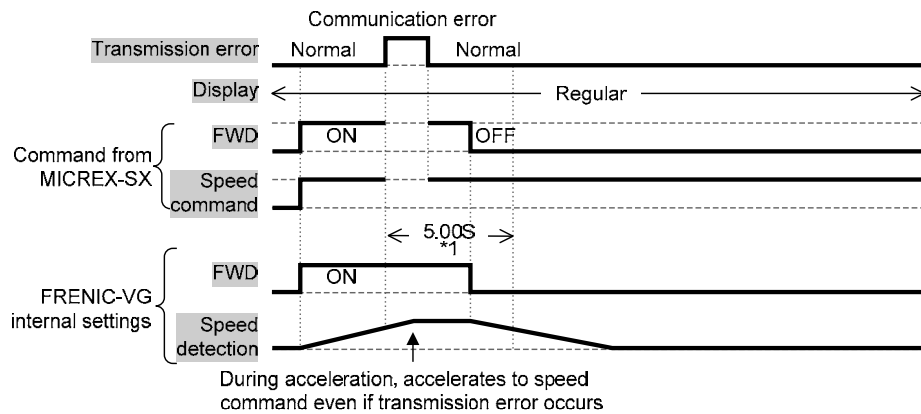 Communication error
Transmission error
Normal
Normal
Display
Regular
Command from
MICREX-SX
FWD
ON
OFF
Speed
command
5.00S
*1
FRENIC-VG
internal settings
FWD
ON
Speed
detection
During acceleration, accelerates to speed
command even if transmission error occurs